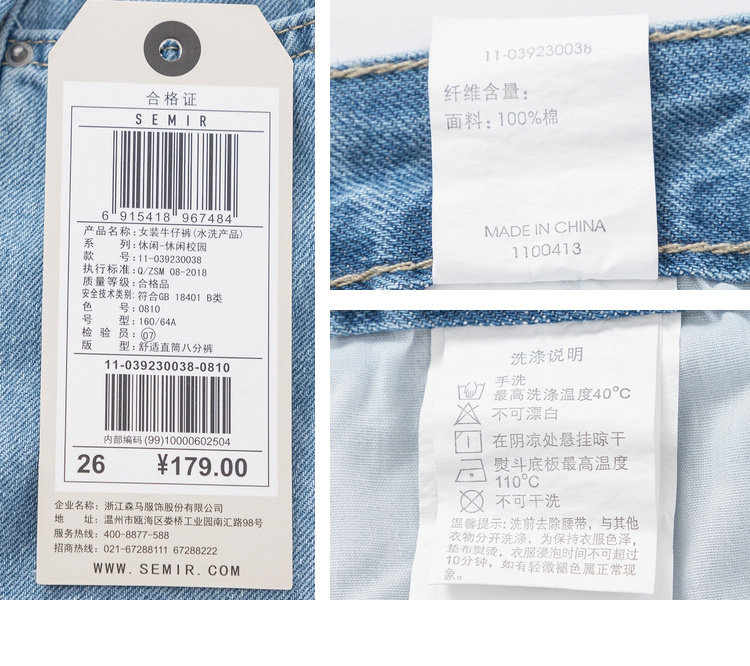 合格证
SEMIR
6 915418 967484
产品名称：女装牛仔裤(水洗产品)
系 列：休闲-休闲校园
款 号：11-039230038
执行标准：Q/ZSM 08-2018
质量等级：合格品
安全技术类别：符合GB 18401 B类
色 号：0810
号 型：160/64A
检 验 员：07
版 型：舒适直筒八分裤
11-039230038-0810
内部编码 (99)10000602504
26 ¥179.00
企业名称：浙江森马服饰股份有限公司
地 址：温州市瓯海区娄桥工业园南汇路98号
服务热线：400-8877-588
招商热线：021-67288111 67288222
WWW.SEMIR.COM
11-039230038
纤维含量：
面料：100%棉
MADE IN CHINA
1100413
洗涤说明
手洗
最高洗涤温度40°C
不可漂白
在阴凉处悬挂晾干
熨斗底板最高温度
110°C
不可干洗
温馨提示：洗前去除腰带，与其他
衣物分开洗涤，为保持衣服色泽，
垫布熨烫，衣服浸泡时间不可超过
10分钟，如有轻微褪色属正常现
象。